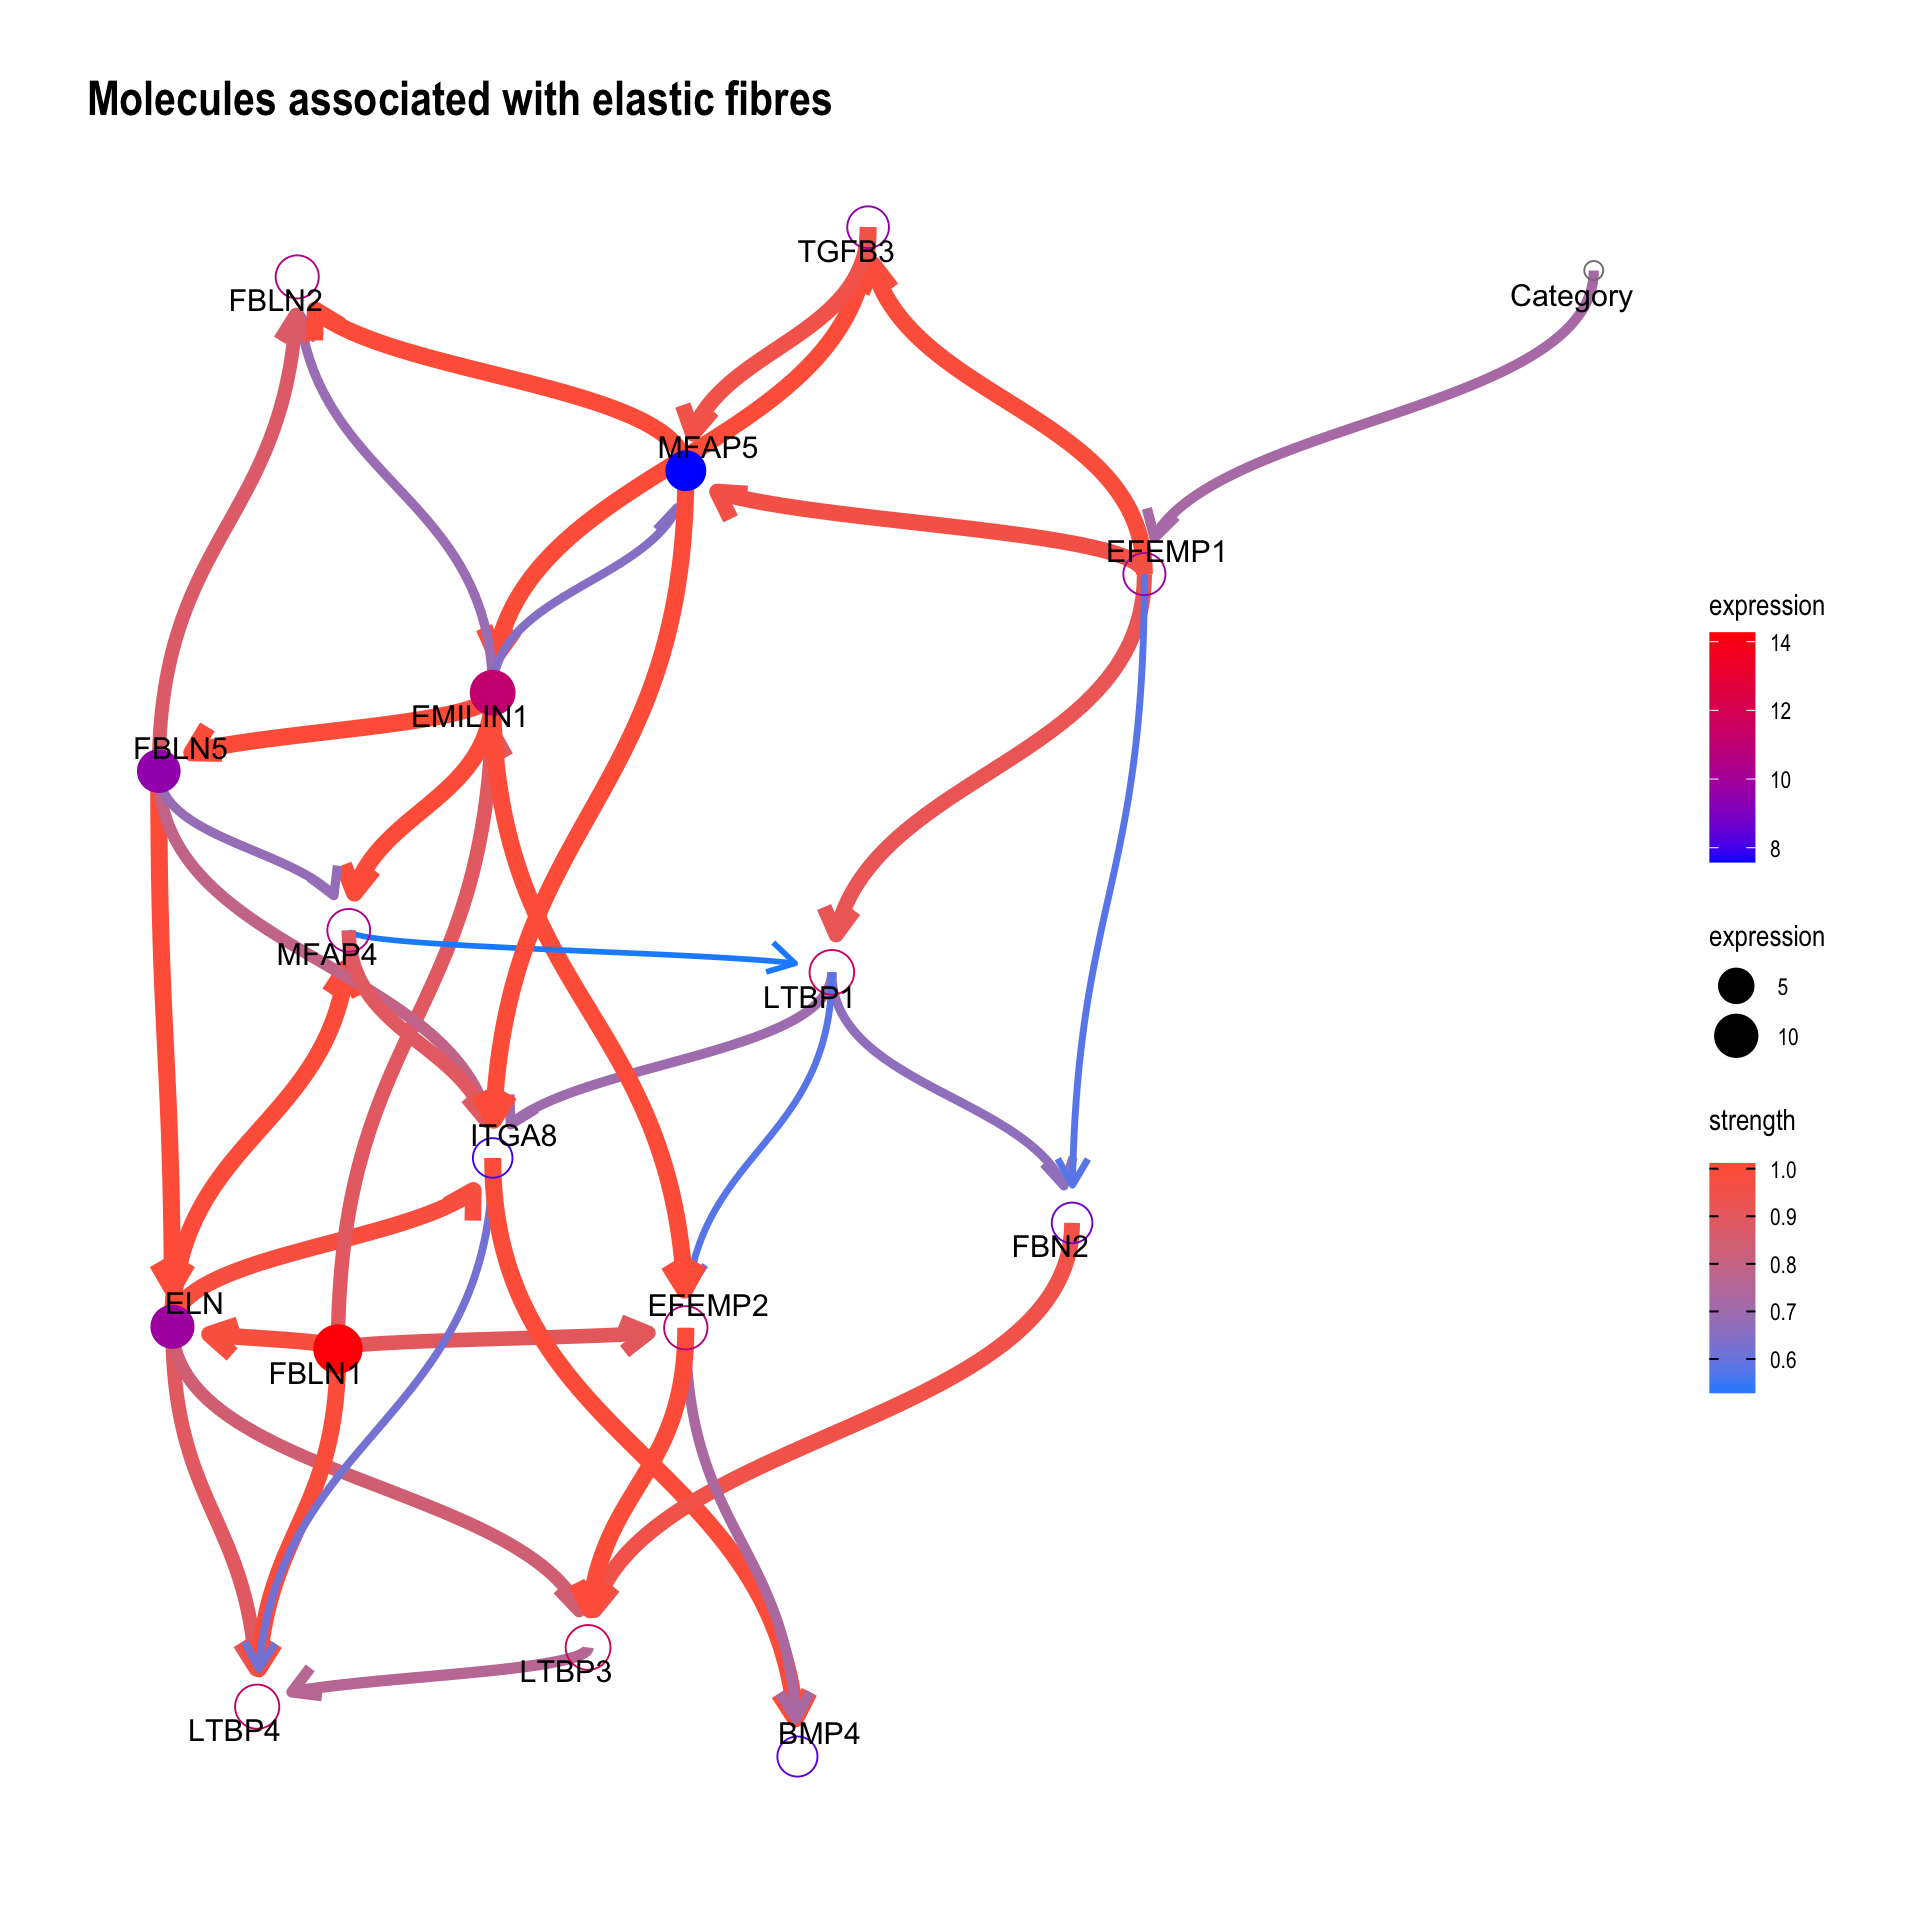 Molecules associated with elastic fibres
TGFB3
FBLN2
Category
MFAP5
EFEMP1
EMILIN1
FBLN5
MFAP4
LTBP1
ITGA8
FBN2
ELN
EFEMP2
FBLN1
LTBP3
LTBP4
BMP4
expression
14
12
10
8
expression
5
10
strength
1.0
0.9
0.8
0.7
0.6